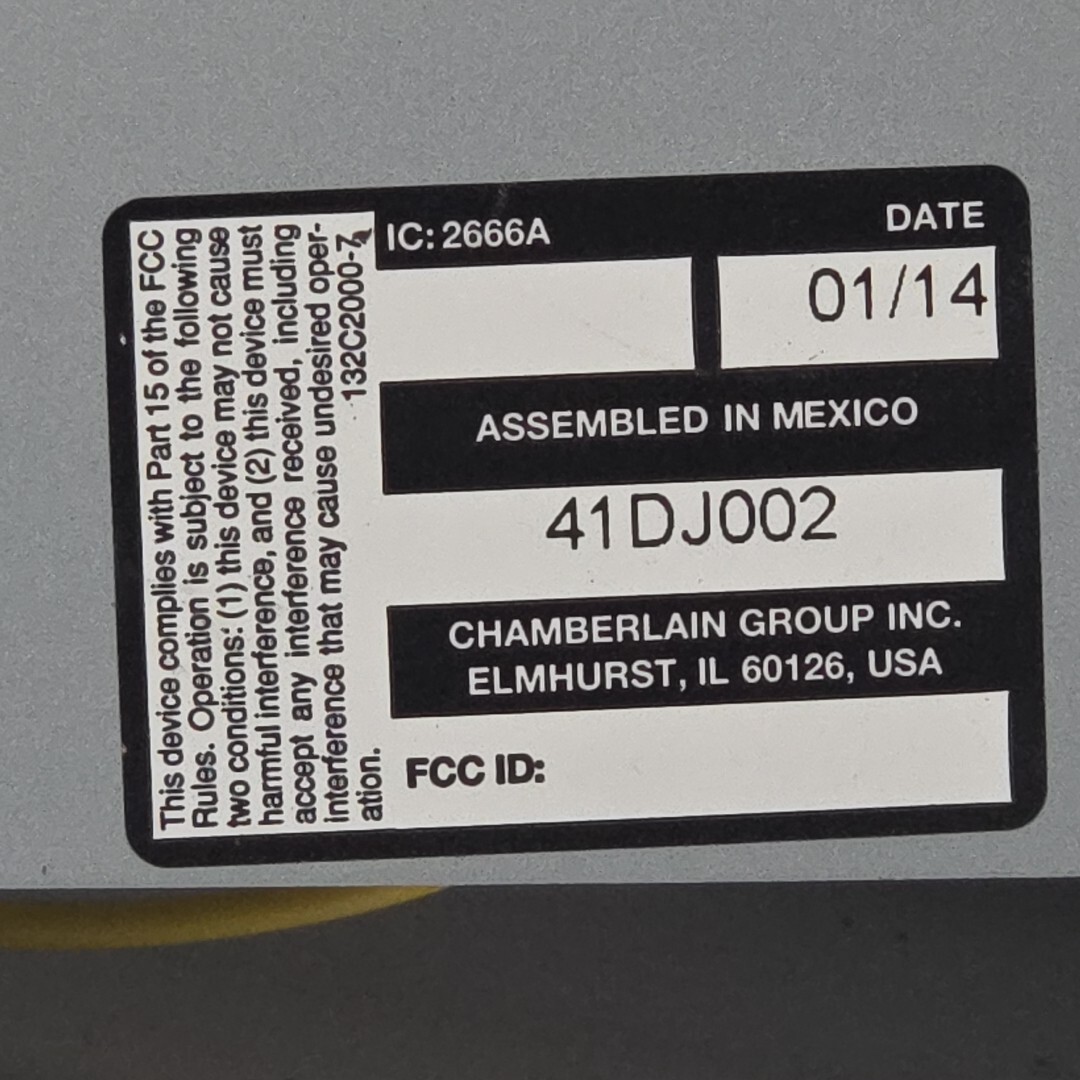 This device complies with Part 15 of the FCC
Rules. Operation is subject to the following
two conditions: (1) this device may not cause
harmful interference, and (2) this device must
accept any interference received, including
interference that may cause undesired oper-
ation.
132C2000-7
IC: 2666A
DATE
01/14
ASSEMBLED IN MEXICO
41DJ002
CHAMBERLAIN GROUP INC.
ELMHURST, IL 60126, USA
FCC ID: